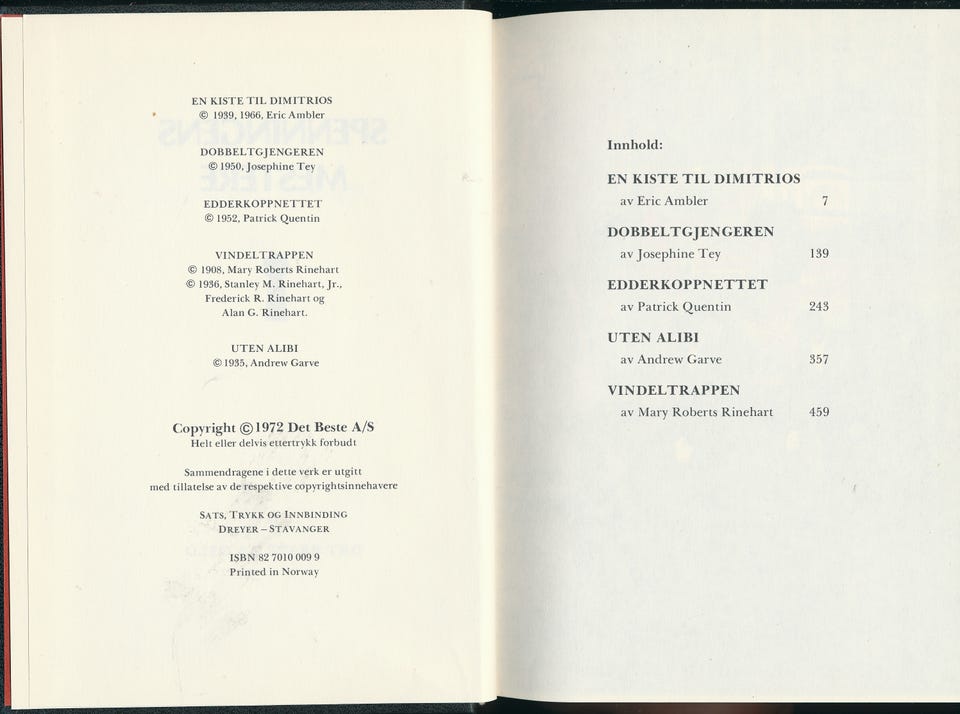 EN KISTE TIL DIMITRIOS
© 1939, 1966, Eric Ambler
DOBBELTGJENGEREN
© 1950, Josephine Tey
EDDERKOPPNETTET
© 1952, Patrick Quentin
VINDELTRAPPEN
© 1908, Mary Roberts Rinehart
© 1936, Stanley M. Rinehart, Jr.,
Frederick R. Rinehart og
Alan G. Rinehart.
UTEN ALIBI
© 1935, Andrew Garve
Copyright © 1972 Det Beste A/S
Helt eller delvis ettertrykk forbudt
Sammendragene i dette verk er utgitt
med tillatelse av de respektive copyrightsinnehavere
SATS, TRYKK OG INNBINDING
DREYER – STAVANGER
ISBN 82 7010 009 9
Printed in Norway
Innhold:
EN KISTE TIL DIMITRIOS
av Eric Ambler 7
DOBBELTGJENGEREN
av Josephine Tey 139
EDDERKOPPNETTET
av Patrick Quentin 243
UTEN ALIBI
av Andrew Garve 357
VINDELTRAPPEN
av Mary Roberts Rinehart 459